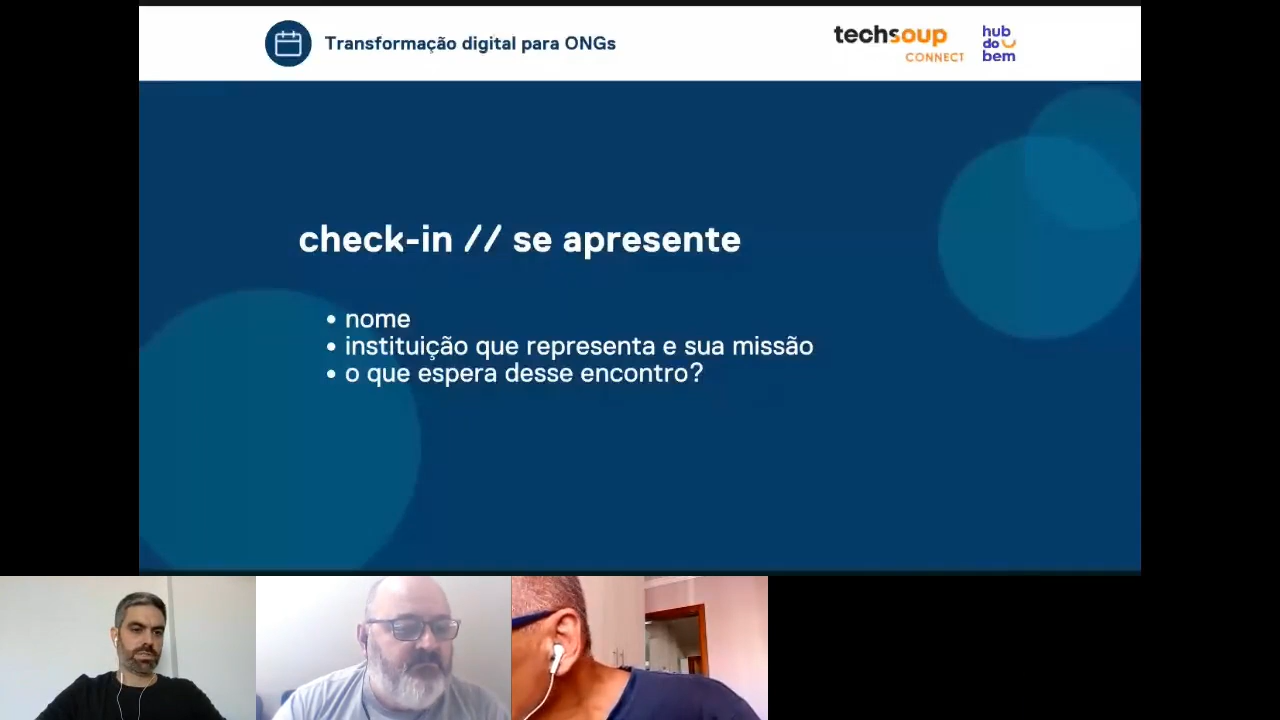 Transformação digital para ONGs
techsoup
CONNECT
hub
do
bem
check-in // se apresente
• nome
• instituição que representa e sua missão
• o que espera desse encontro?